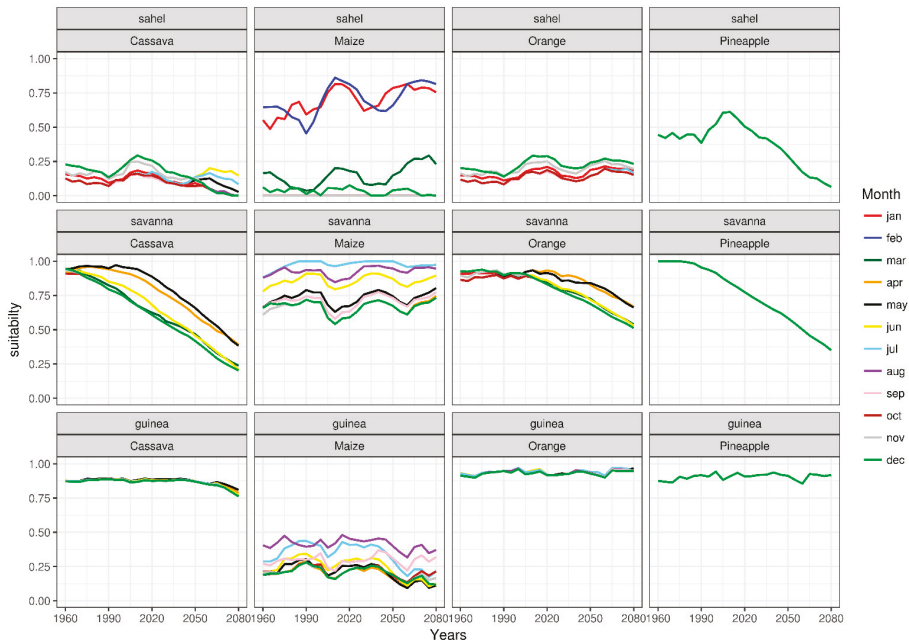 sahel sahel sahel sahel
Cassava Maize Orange Pineapple
1.00
0.75
0.50
0.25
0.00
savanna savanna savanna savanna
Cassava Maize Orange Pineapple
1.00
0.75
0.50
0.25
0.00
guinea guinea guinea guinea
Cassava Maize Orange Pineapple
1.00
0.75
0.50
0.25
0.00
1960 1990 2020 2050 2080 1960 1990 2020 2050 2080 1960 1990 2020 2050 2080 1960 1990 2020 2050 2080
Years
suitabilty
Month
jan
feb
mar
apr
may
jun
jul
aug
sep
oct
nov
dec